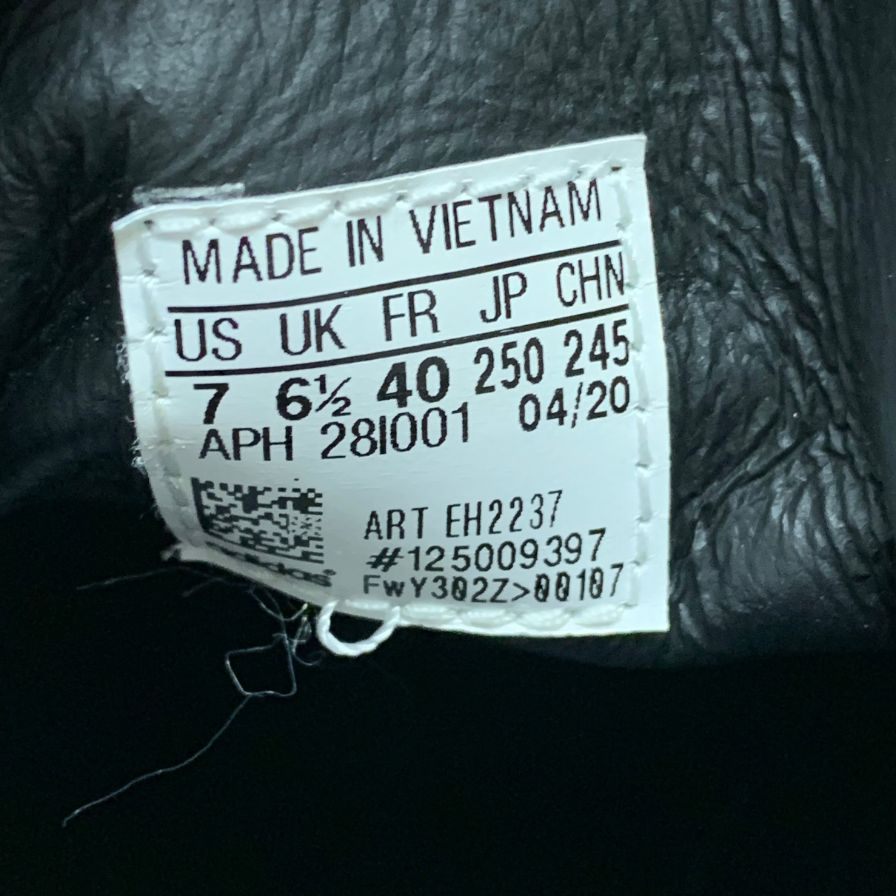 MADE IN VIETNAM
US UK FR JP CHN
7 6½ 40 250 245
APH 28I001 04/20
ART EH2237
#125009397
adidas®
FwY302Z>00107